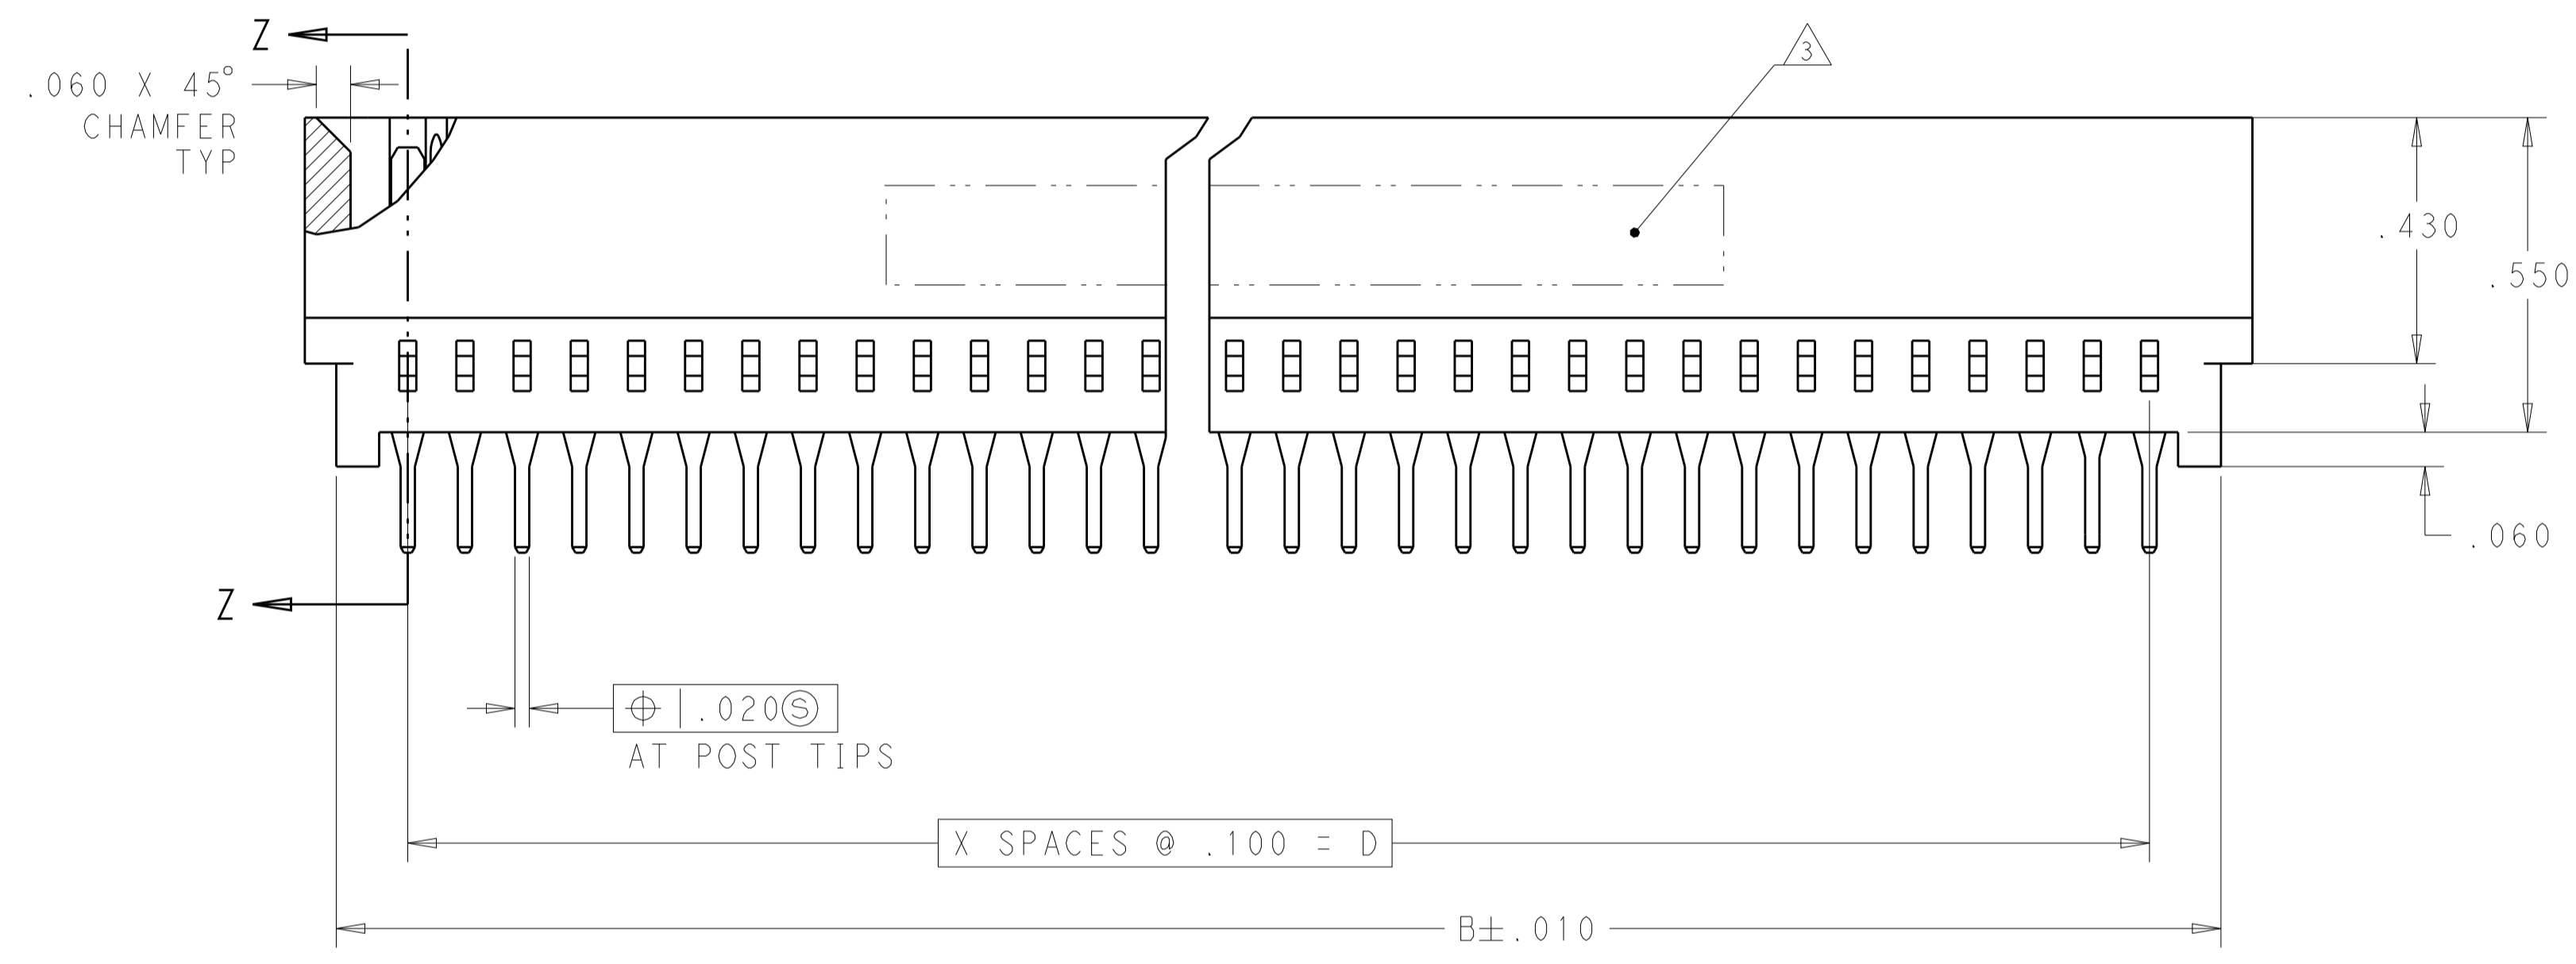 Z
3
.060 X 45°
CHAMFER
TYP
.430
.550
.060
Z
⌖ .020Ⓢ
AT POST TIPS
X SPACES @ .100 = D
B±.010